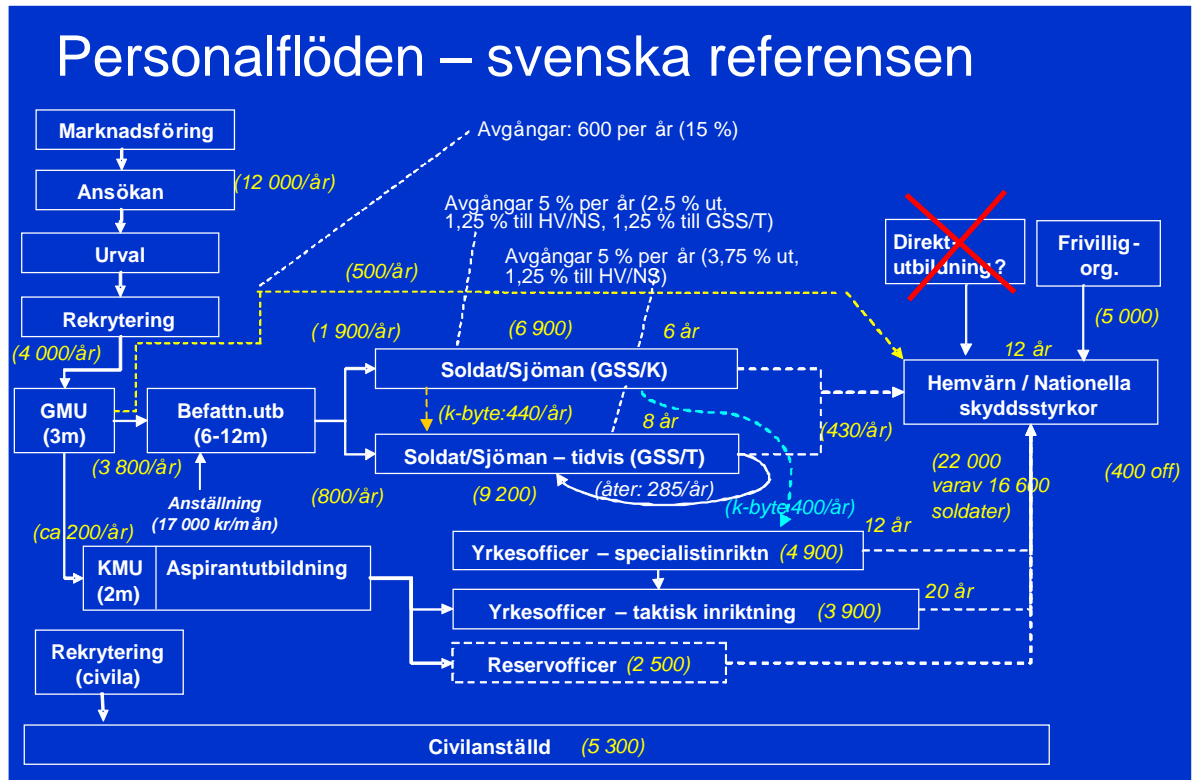 Personalflöden – svenska referensen
Marknadsföring
Ansökan
(12 000/år)
Urval
Rekrytering
(4 000/år)
Avgångar: 600 per år (15 %)
Avgångar 5 % per år (2,5 % ut,
1,25 % till HV/NS, 1,25 % till GSS/T)
Avgångar 5 % per år (3,75 % ut,
1,25 % till HV/NS)
(500/år)
Direkt-
utbildning?
Frivillig-
org.
(5 000)
(1 900/år)
(6 900)
6 år
12 år
GMU
(3m)
Befattn.utb
(6-12m)
Soldat/Sjöman (GSS/K)
Hemvärn / Nationella
skyddsstyrkor
(k-byte:440/år)
8 år
(430/år)
(3 800/år)
Soldat/Sjöman – tidvis (GSS/T)
Anställning
(17 000 kr/mån)
(800/år)
(9 200)
(åter: 285/år)
(k-byte400/år)
(22 000
varav 16 600
soldater)
(400 off)
(ca 200/år)
12 år
KMU
(2m)
Aspirantutbildning
Yrkesofficer – specialistinriktn (4 900)
20 år
Yrkesofficer – taktisk inriktning (3 900)
Reservofficer (2 500)
Rekrytering
(civila)
Civilanställd (5 300)